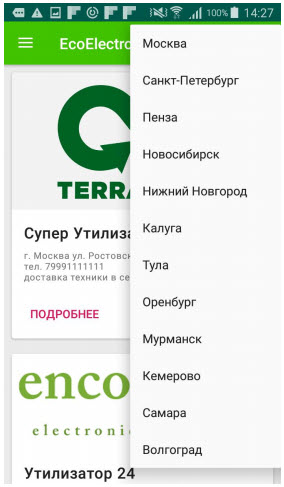 100% 14:27
EcoElectro
Москва
Санкт-Петербург
Пенза
Новосибирск
Нижний Новгород
Калуга
Тула
Оренбург
Мурманск
Кемерово
Самара
Волгоград
TERRA
Супер Утилиза
г. Москва ул. Ростовск
тел. 79991111111
доставка техники в се
ПОДРОБНЕЕ
enco
electroni
Утилизатор 24